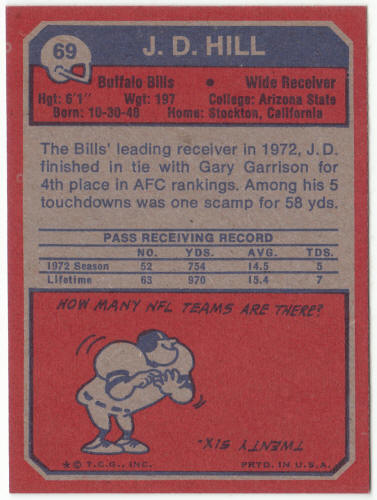 69
J. D. HILL
Buffalo Bills • Wide Receiver
Hgt: 6'1" Wgt: 197 College: Arizona State
Born: 10-30-48 Home: Stockton, California
The Bills' leading receiver in 1972, J.D.
finished in tie with Gary Garrison for
4th place in AFC rankings. Among his 5
touchdowns was one scamp for 58 yds.
PASS RECEIVING RECORD
NO. YDS. AVG. TDS.
1972 Season 52 754 14.5 5
Lifetime 63 970 15.4 7
HOW MANY NFL TEAMS ARE THERE?
TWENTY SIX-
* © T.C.G., INC. PRTD. IN U.S.A.